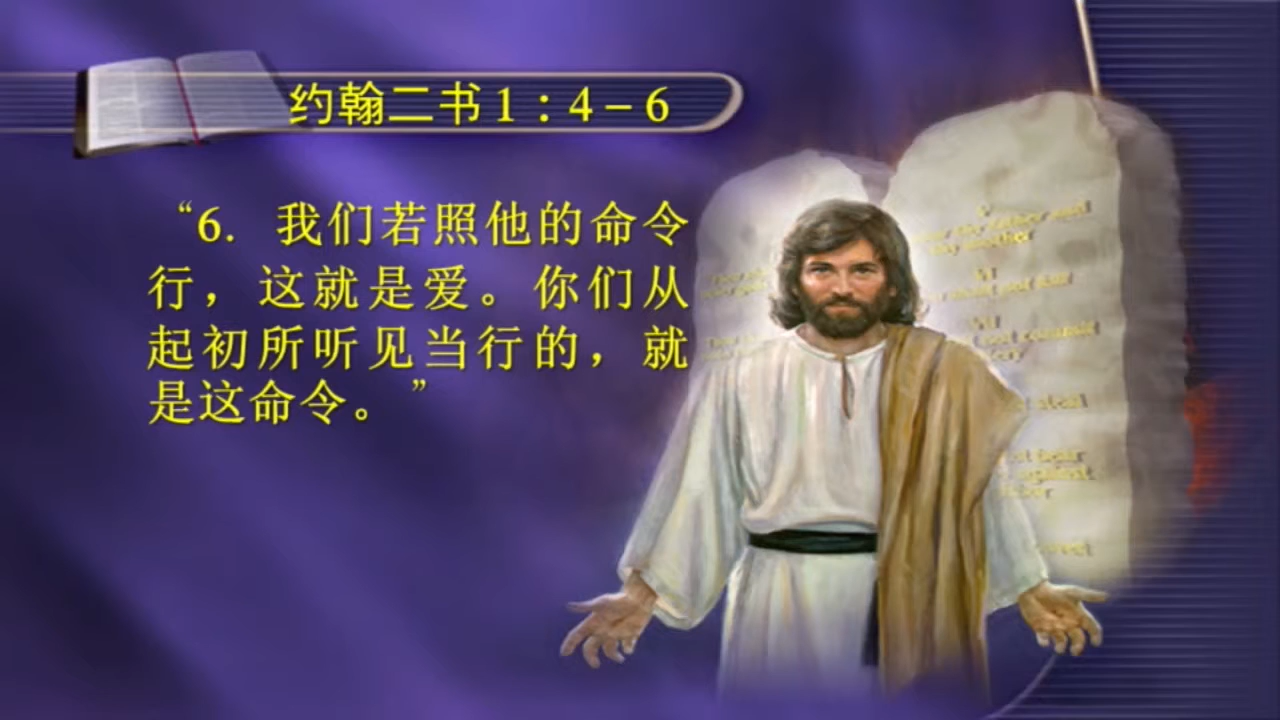 约翰二书 1：4－6
“6. 我们若照他的命令
行，这就是爱。你们从
起初所听见当行的，就
是这命令。”